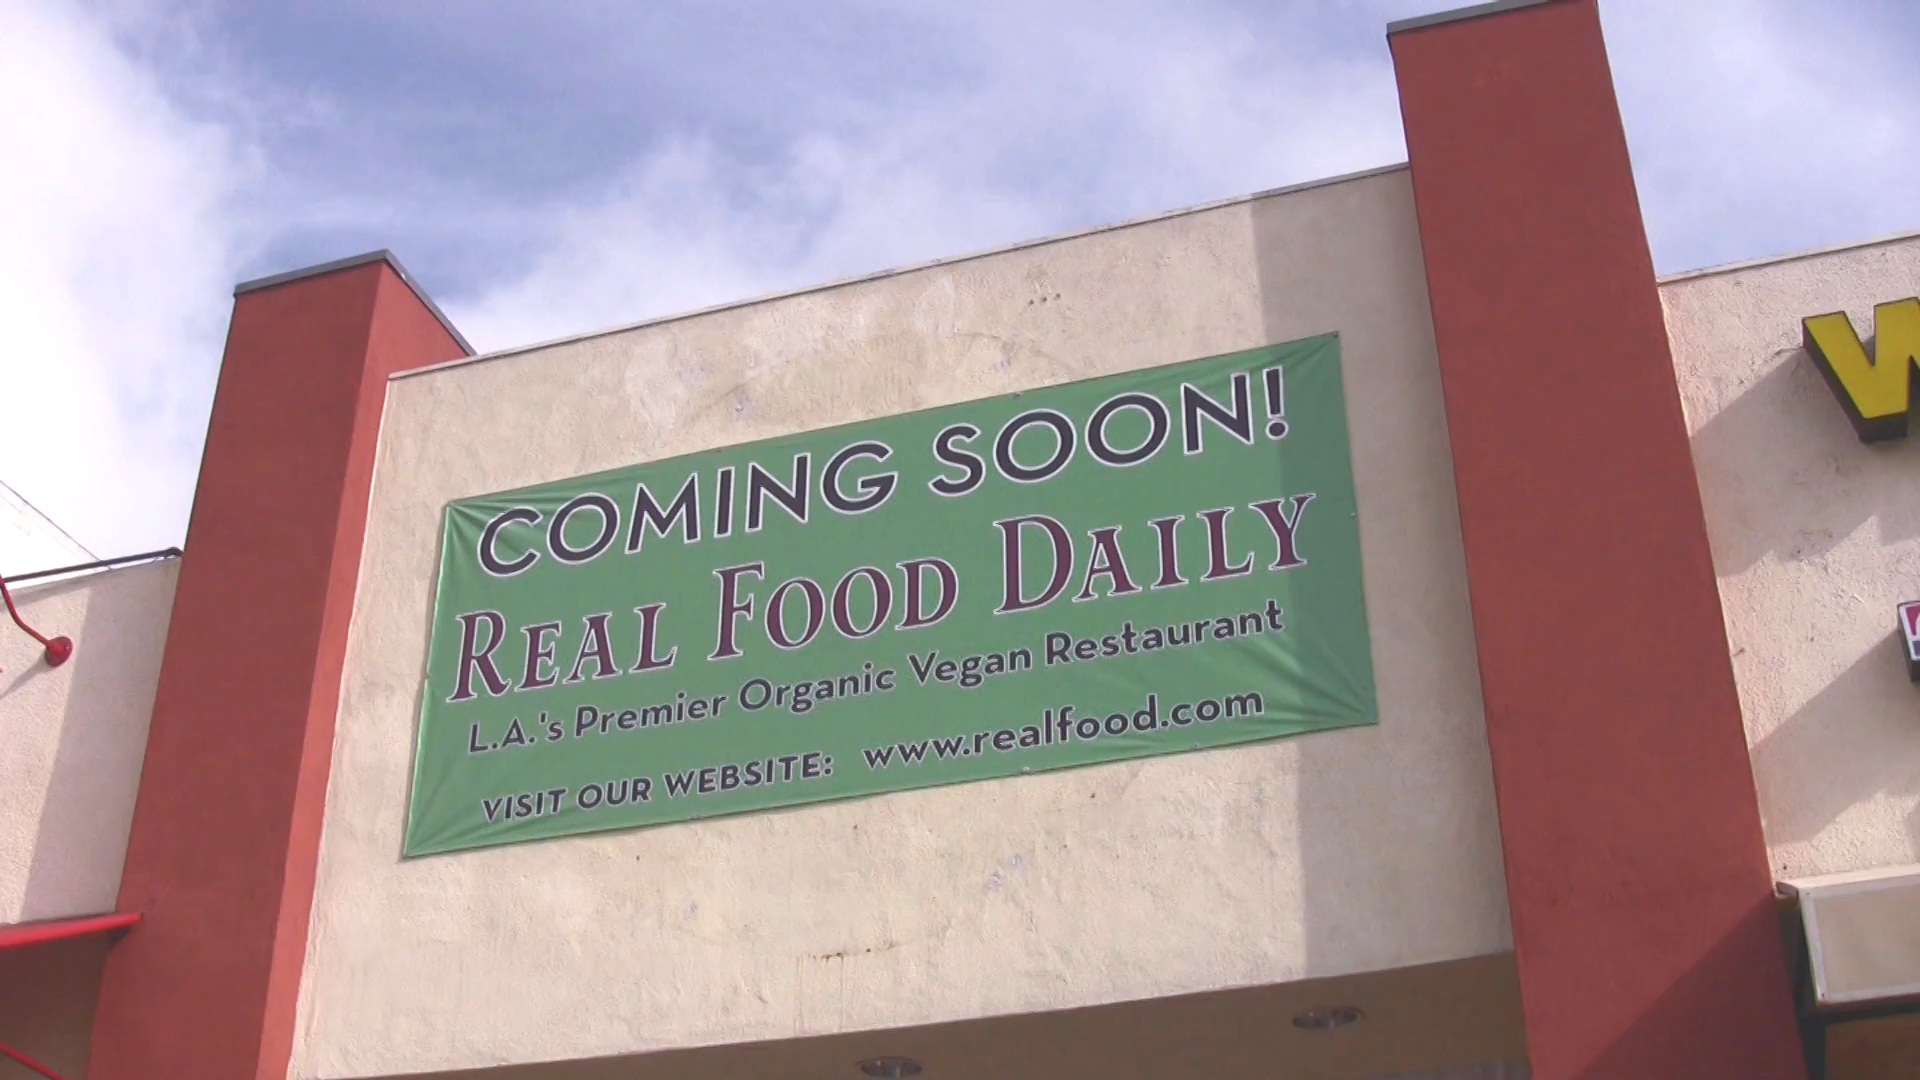 COMING SOON!
REAL FOOD DAILY
L.A.'s Premier Organic Vegan Restaurant
VISIT OUR WEBSITE: www.realfood.com
W